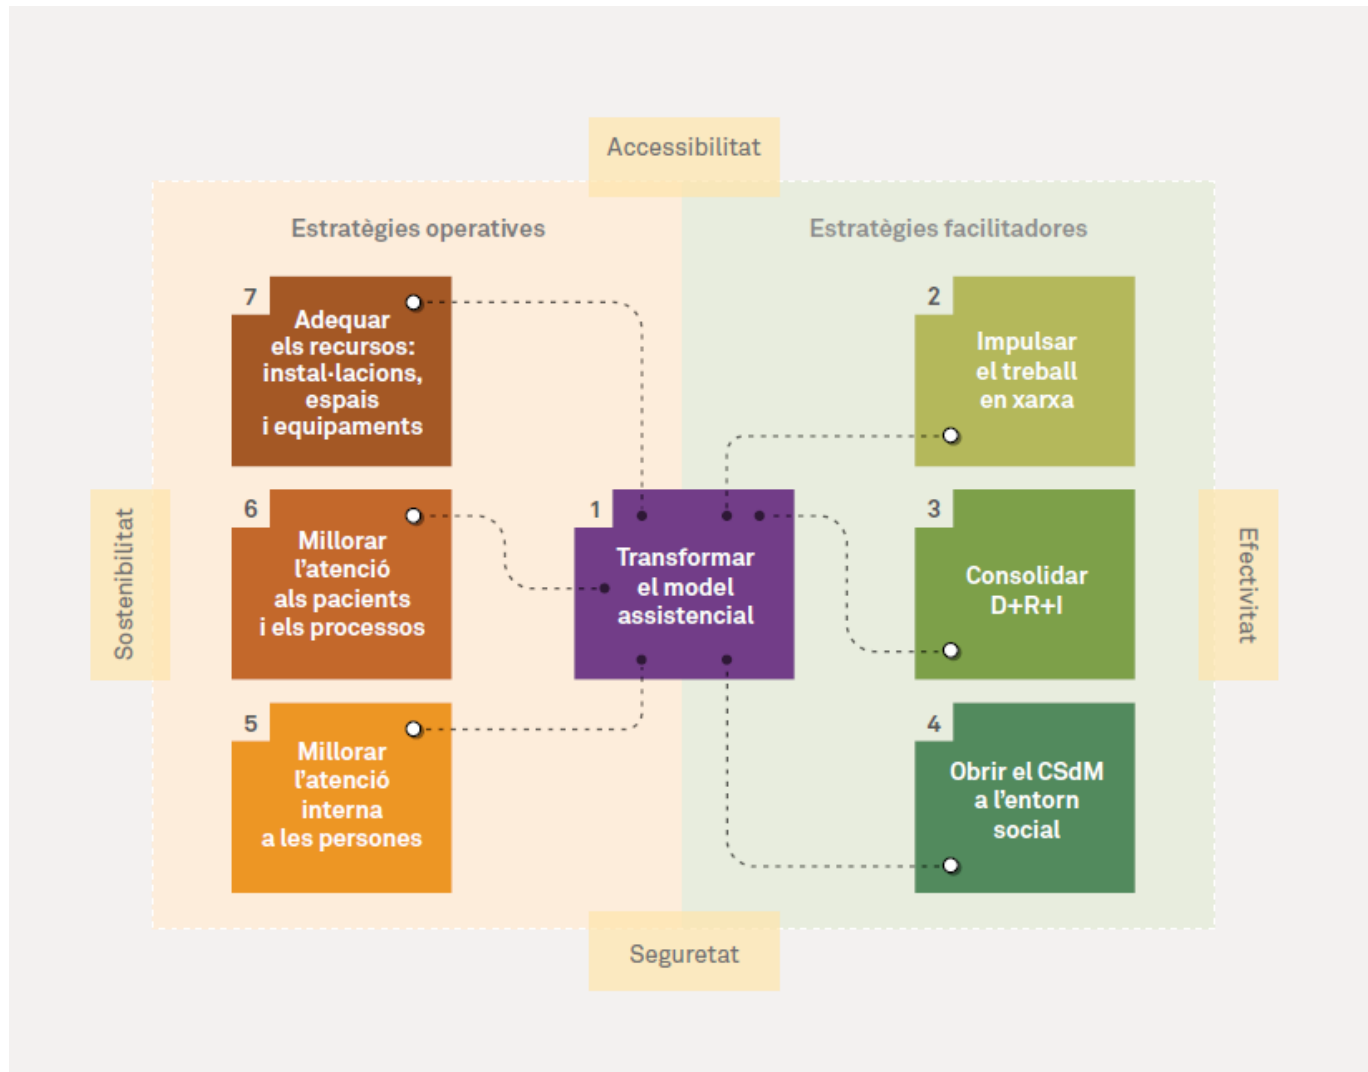 Accessibilitat
Estratègies operatives
Estratègies facilitadores
7
Adequar
els recursos:
instal·lacions,
espais
i equipaments
2
Impulsar
el treball
en xarxa
Sostenibilitat
6
Millorar
l'atenció
als pacients
i els processos
1
Transformar
el model
assistencial
3
Consolidar
D+R+I
Efectivitat
5
Millorar
l'atenció
interna
a les persones
4
Obrir el CSdM
a l'entorn
social
Seguretat